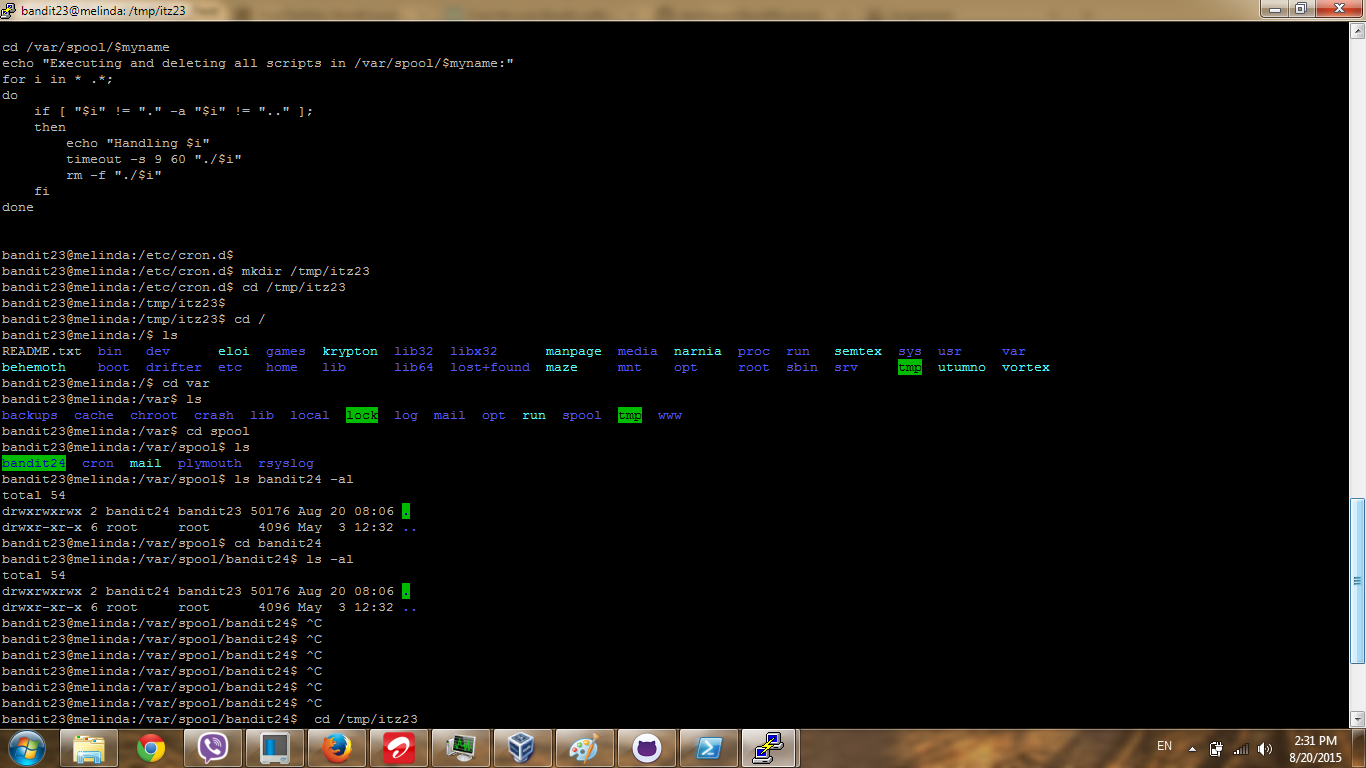 bandit23@melinda: /tmp/itz23
cd /var/spool/$myname
echo "Executing and deleting all scripts in /var/spool/$myname:"
for i in * .*;
do
    if [ "$i" != "." -a "$i" != ".." ];
    then
        echo "Handling $i"
        timeout -s 9 60 "./$i"
        rm -f "./$i"
    fi
done
bandit23@melinda:/etc/cron.d$
bandit23@melinda:/etc/cron.d$ mkdir /tmp/itz23
bandit23@melinda:/etc/cron.d$ cd /tmp/itz23
bandit23@melinda:/tmp/itz23$
bandit23@melinda:/tmp/itz23$ cd /
bandit23@melinda:/$ ls
README.txt  bin   dev      eloi  games  krypton  lib32  libx32      manpage  media  narnia  proc  run   semtex  sys  usr     var
behemoth    boot  drifter  etc   home   lib      lib64  lost+found  maze     mnt    opt     root  sbin  srv     tmp  utumno  vortex
bandit23@melinda:/$ cd var
bandit23@melinda:/var$ ls
backups  cache  chroot  crash  lib  local  lock  log  mail  opt  run  spool  tmp  www
bandit23@melinda:/var$ cd spool
bandit23@melinda:/var/spool$ ls
bandit24  cron  mail  plymouth  rsyslog
bandit23@melinda:/var/spool$ ls bandit24 -al
total 54
drwxrwxrwx 2 bandit24 bandit23 50176 Aug 20 08:06 .
drwxr-xr-x 6 root     root      4096 May  3 12:32 ..
bandit23@melinda:/var/spool$ cd bandit24
bandit23@melinda:/var/spool/bandit24$ ls -al
total 54
drwxrwxrwx 2 bandit24 bandit23 50176 Aug 20 08:06 .
drwxr-xr-x 6 root     root      4096 May  3 12:32 ..
bandit23@melinda:/var/spool/bandit24$ ^C
bandit23@melinda:/var/spool/bandit24$ ^C
bandit23@melinda:/var/spool/bandit24$ ^C
bandit23@melinda:/var/spool/bandit24$ ^C
bandit23@melinda:/var/spool/bandit24$ ^C
bandit23@melinda:/var/spool/bandit24$ ^C
bandit23@melinda:/var/spool/bandit24$  cd /tmp/itz23
EN
2:31 PM
8/20/2015